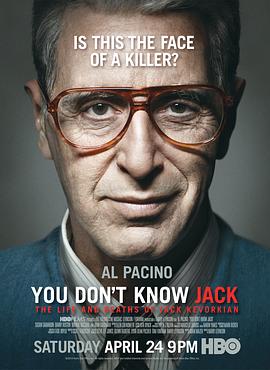 IS THIS THE FACE
OF A KILLER?
AL PACINO
YOU DON'T KNOW JACK
THE LIFE AND DEATHS OF JACK KEVORKIAN
SATURDAY APRIL 24 9PM HBO